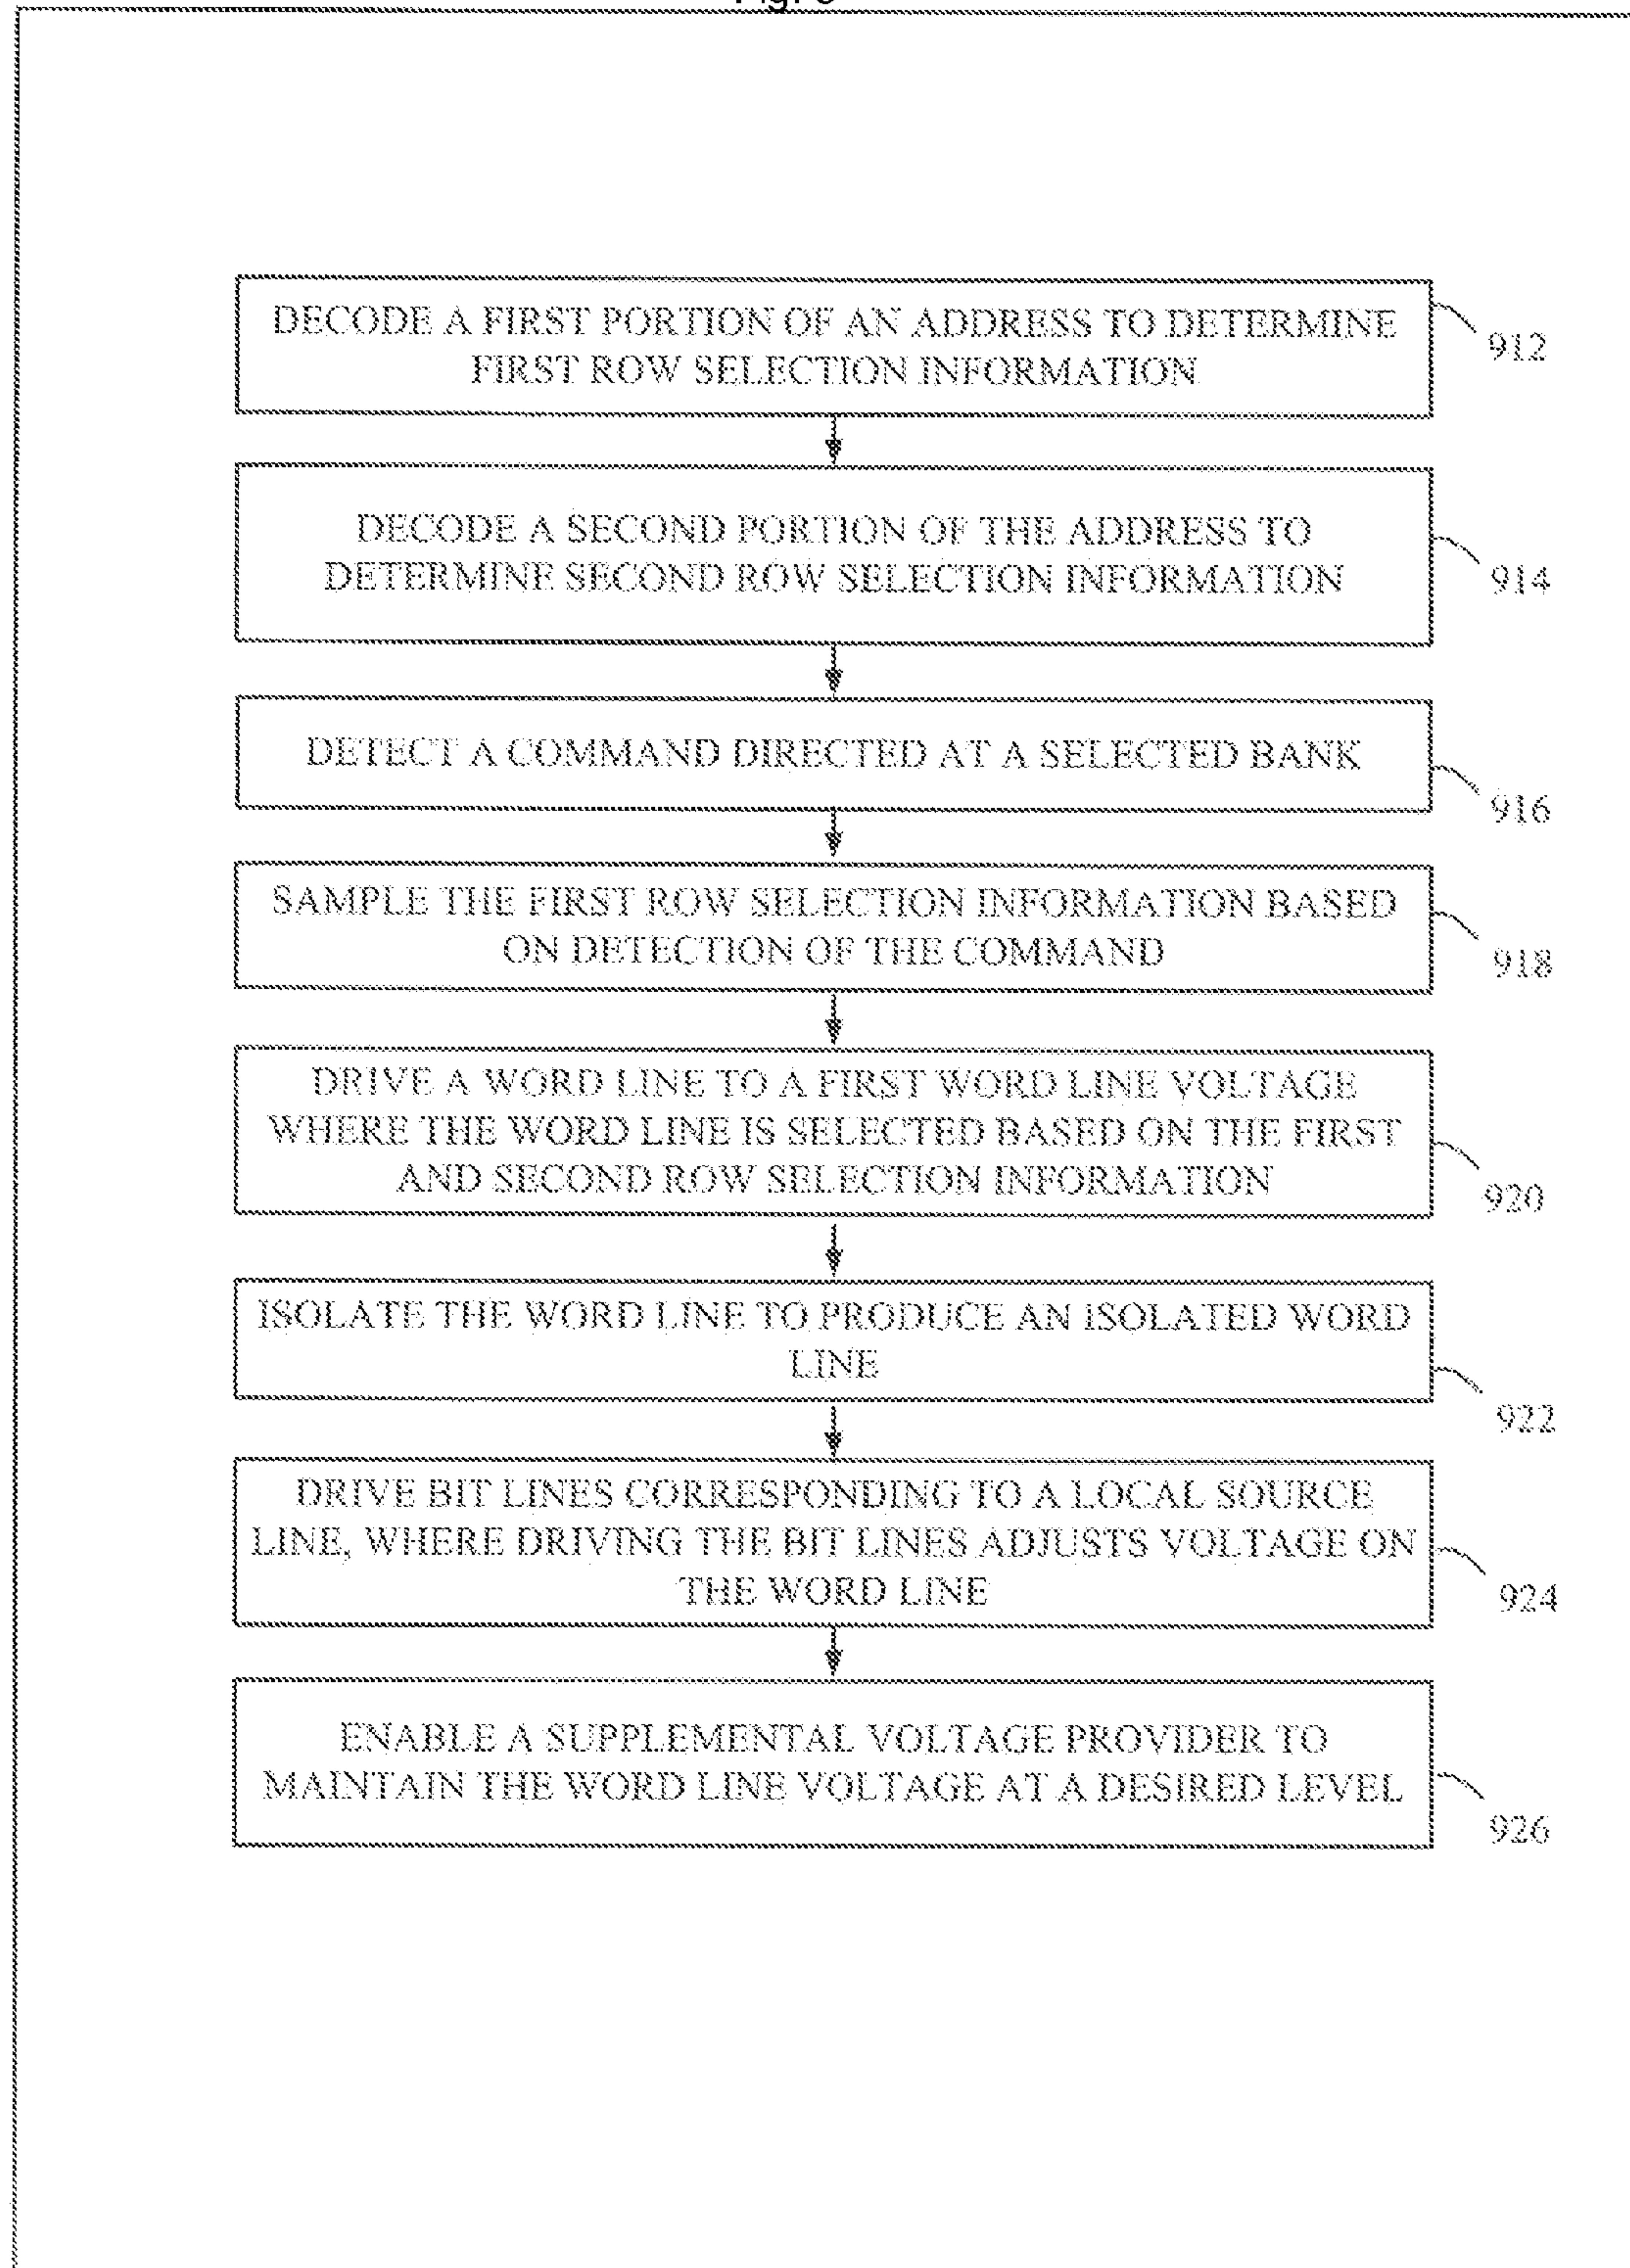 DECODE A FIRST PORTION OF AN ADDRESS TO DETERMINE
FIRST ROW SELECTION INFORMATION
912
DECODE A SECOND PORTION OF THE ADDRESS TO
DETERMINE SECOND ROW SELECTION INFORMATION
914
DETECT A COMMAND DIRECTED AT A SELECTED BANK
916
SAMPLE THE FIRST ROW SELECTION INFORMATION BASED
ON DETECTION OF THE COMMAND
918
DRIVE A WORD LINE TO A FIRST WORD LINE VOLTAGE
WHERE THE WORD LINE IS SELECTED BASED ON THE FIRST
AND SECOND ROW SELECTION INFORMATION
920
ISOLATE THE WORD LINE TO PRODUCE AN ISOLATED WORD
LINE
922
DRIVE BIT LINES CORRESPONDING TO A LOCAL SOURCE
LINE, WHERE DRIVING THE BIT LINES ADJUSTS VOLTAGE ON
THE WORD LINE
924
ENABLE A SUPPLEMENTAL VOLTAGE PROVIDER TO
MAINTAIN THE WORD LINE VOLTAGE AT A DESIRED LEVEL
926